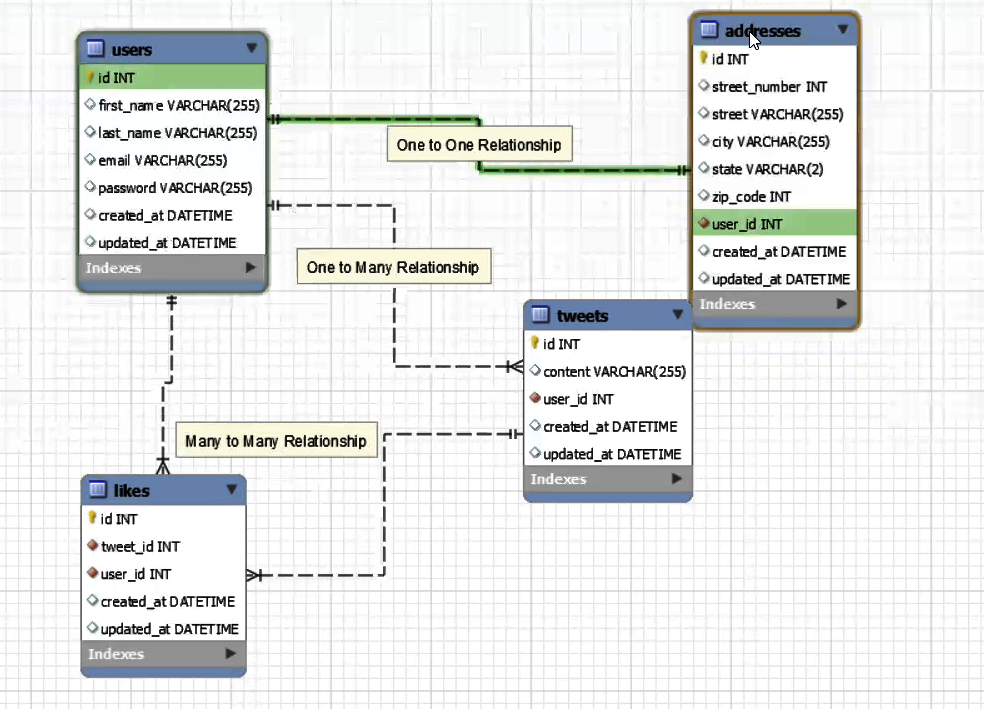 users
id INT
first_name VARCHAR(255)
last_name VARCHAR(255)
email VARCHAR(255)
password VARCHAR(255)
created_at DATETIME
updated_at DATETIME
Indexes
One to One Relationship
addresses
id INT
street_number INT
street VARCHAR(255)
city VARCHAR(255)
state VARCHAR(2)
zip_code INT
user_id INT
created_at DATETIME
updated_at DATETIME
Indexes
One to Many Relationship
tweets
id INT
content VARCHAR(255)
user_id INT
created_at DATETIME
updated_at DATETIME
Indexes
Many to Many Relationship
likes
id INT
tweet_id INT
user_id INT
created_at DATETIME
updated_at DATETIME
Indexes